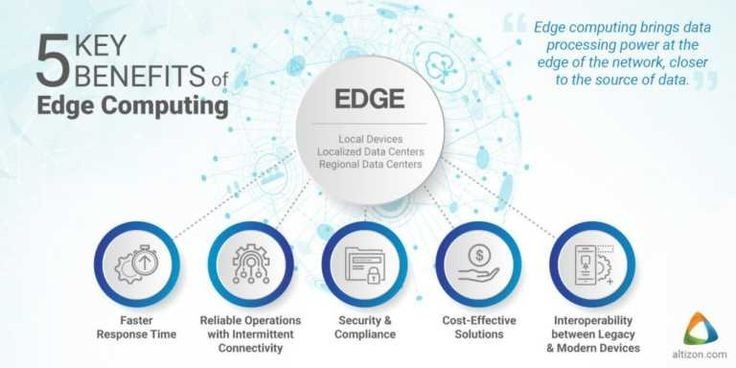 5 KEY
BENEFITS of
Edge Computing
Edge computing brings data
processing power at the
edge of the network, closer
to the source of data.
EDGE
Local Devices
Localized Data Centers
Regional Data Centers
Faster
Response Time
Reliable Operations
with Intermittent
Connectivity
Security &
Compliance
$
Cost-Effective
Solutions
Interoperability
between Legacy
& Modern Devices
altizon.com